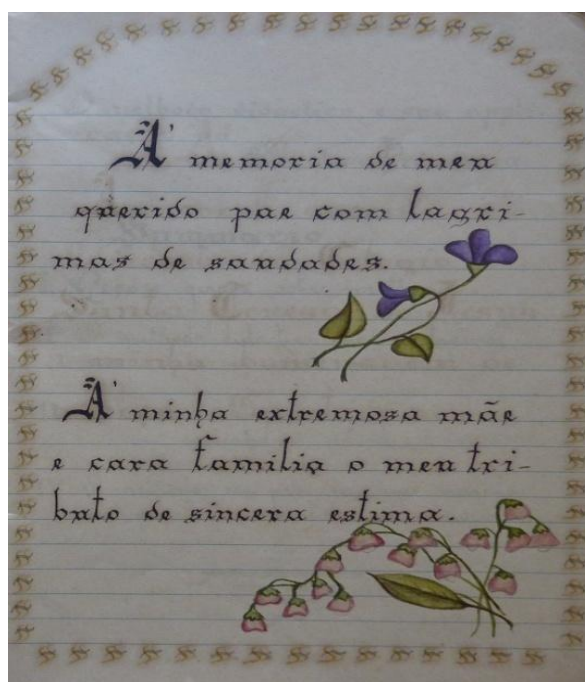 Á memoria de meu
querido pae com lagri-
mas de saudades.
Á minha extremosa mãe
e cara familia o meu tri-
buto de sincera estima.